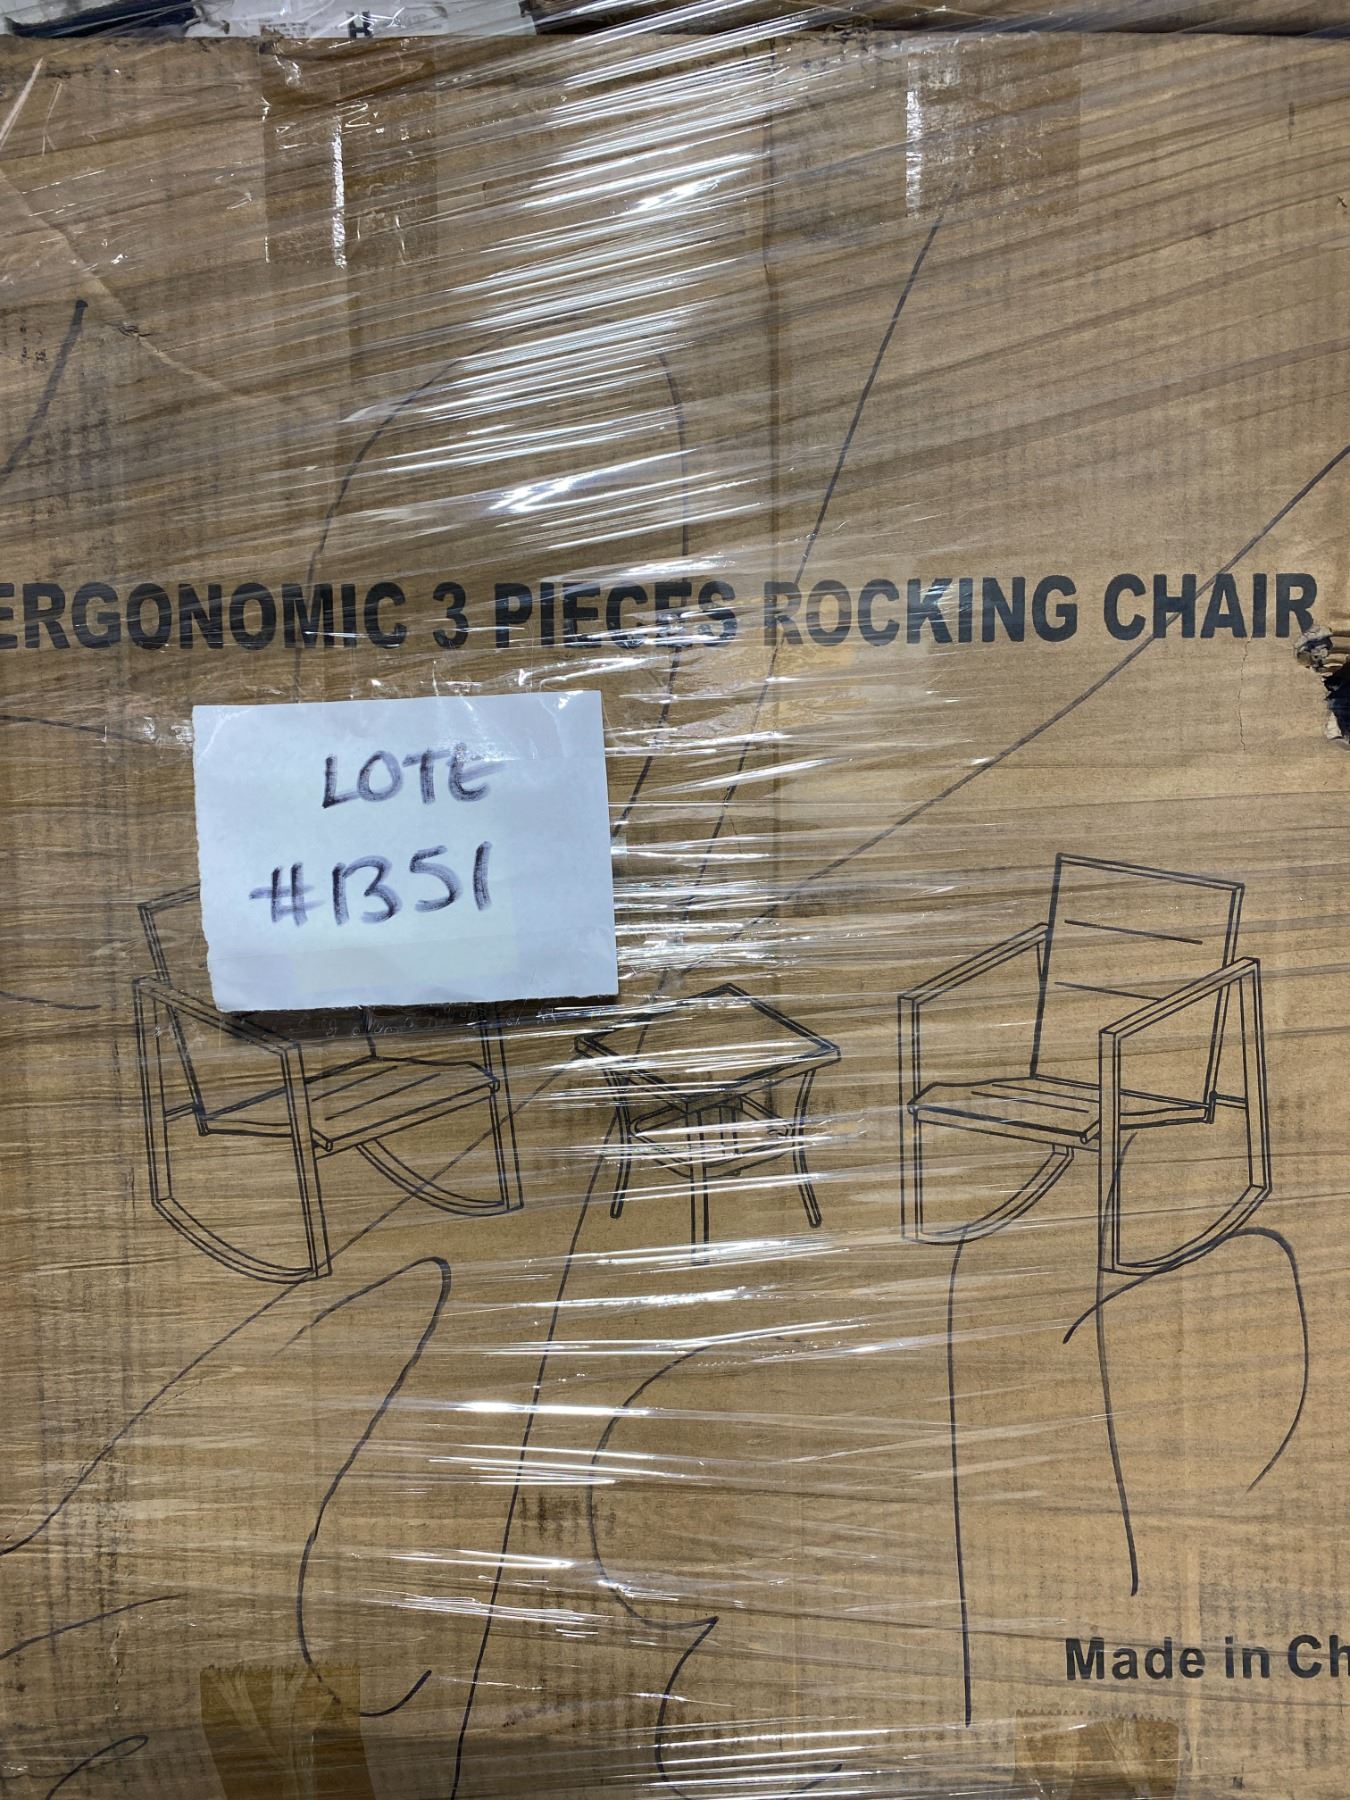 H
ERGONOMIC 3 PIECES ROCKING CHAIR
LOTE
#1351
Made in Ch